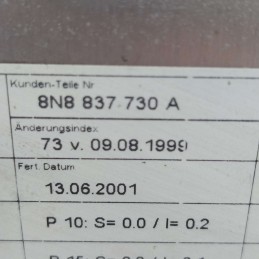 Kunden-Teile Nr
8N8 837 730 A
Änderungsindex
73 v. 09.08.1999
Fert. Datum
13.06.2001
P 10: S= 0.0 / I= 0.2